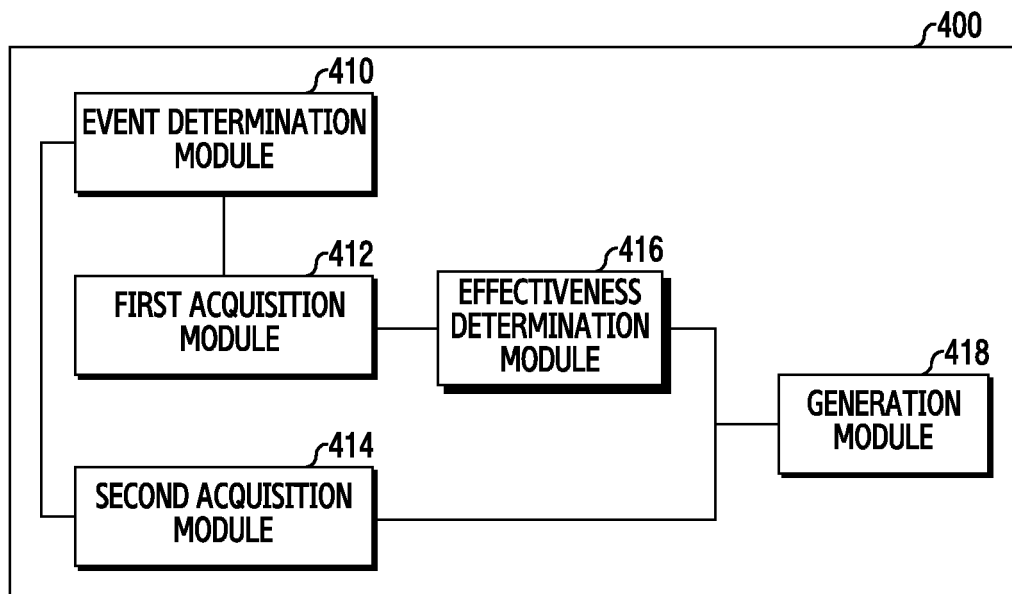 400
410
EVENT DETERMINATION
MODULE
412
FIRST ACQUISITION
MODULE
416
EFFECTIVENESS
DETERMINATION
MODULE
418
GENERATION
MODULE
414
SECOND ACQUISITION
MODULE